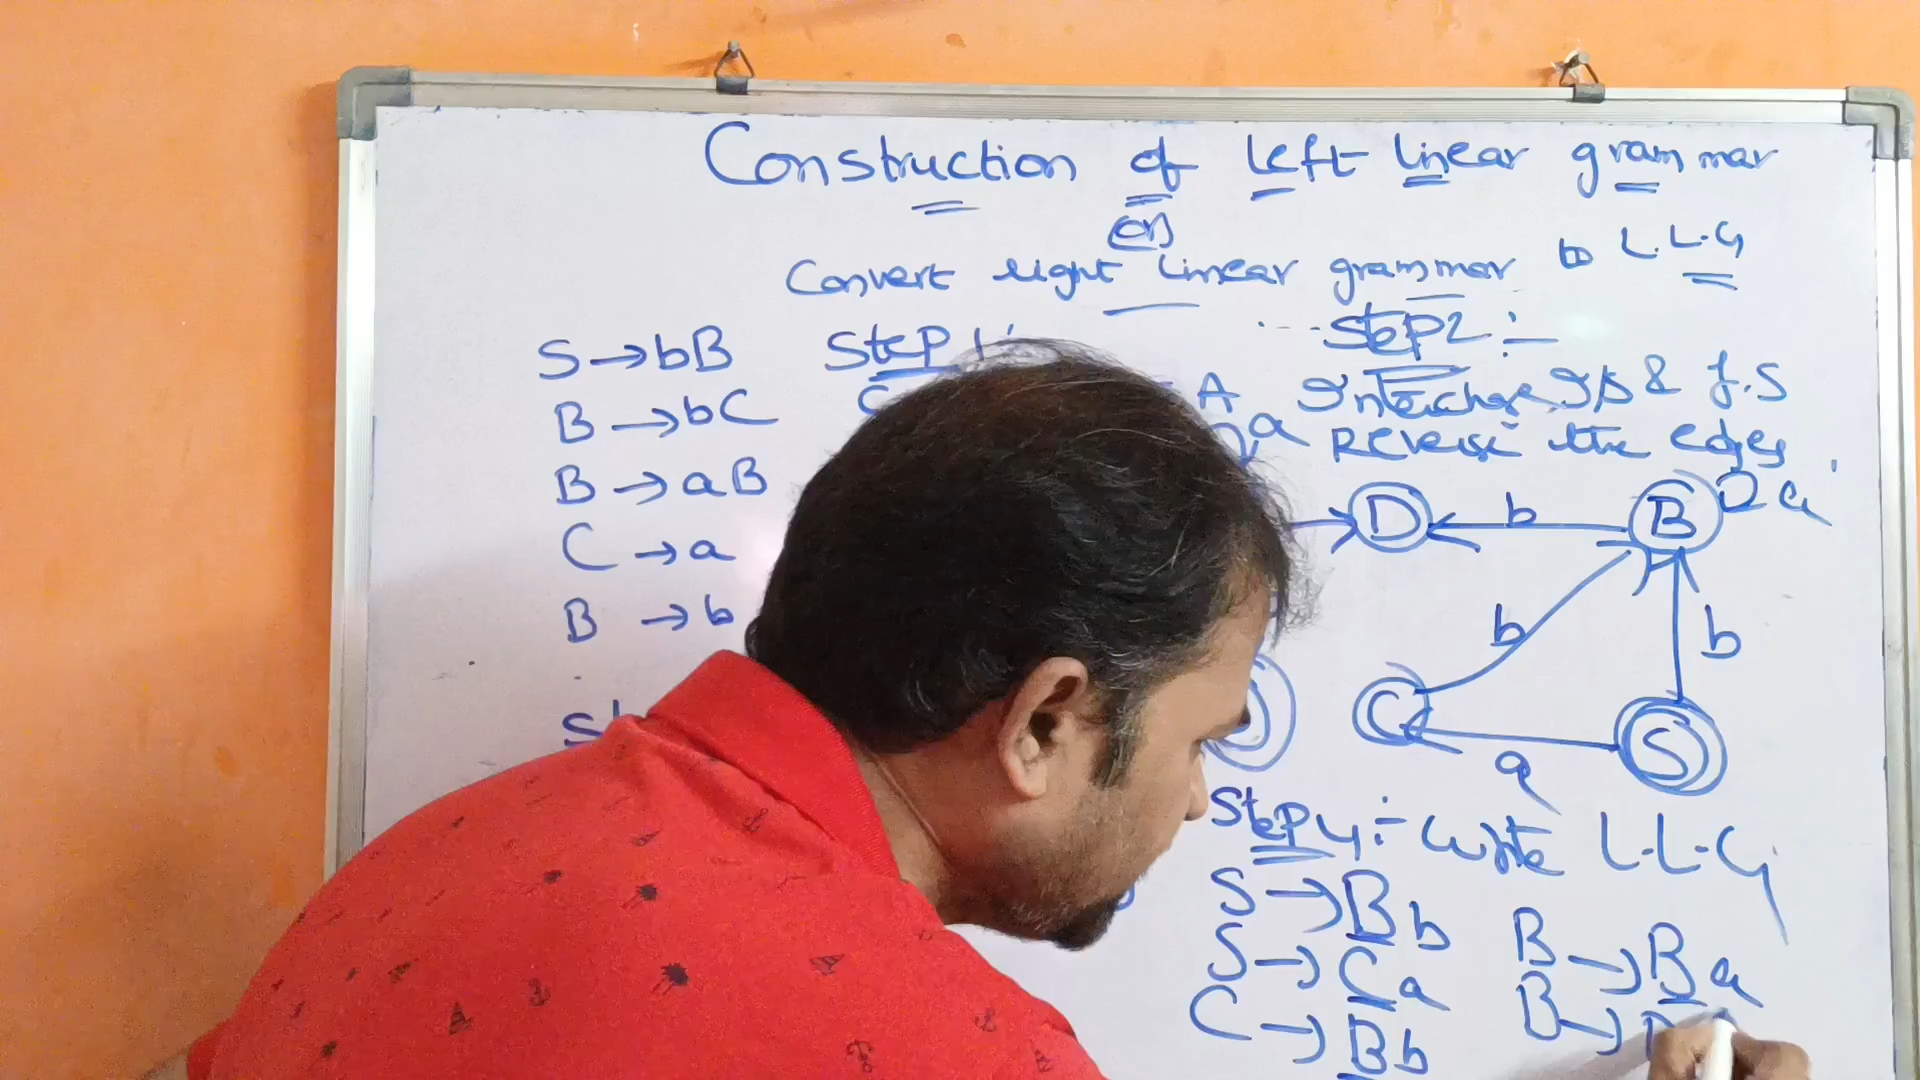 Construction of left linear grammar
(or)
Convert right linear grammar to L.L.G
S → bB
B → bC
B → aB
C → a
B → b
Step 1
A
a
Step 2 :-
Interchange I.S & f.S
Reverse the edges
D b B a
b b
C a S
Step 4 :- Write L.L.G
S → Bb
S → Ca
C → Bb
B → Ba
B →